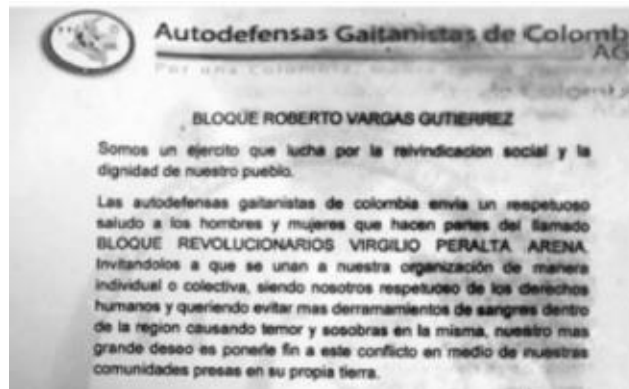 Autodefensas Gaitanistas de Colomb
AG
Por una Colombia,
BLOQUE ROBERTO VARGAS GUTIERREZ
Somos un ejercito que lucha por la reivindicacion social y la
dignidad de nuestro pueblo.
Las autodefensas gaitanistas de colombia envia un respetuoso
saludo a los hombres y mujeres que hacen partes del llamado
BLOQUE REVOLUCIONARIOS VIRGILIO PERALTA ARENA.
Invitandolos a que se unan a nuestra organización de manera
individual o colectiva, siendo nosotros respetuoso de los derechos
humanos y queriendo evitar mas derramamientos de sangres dentro
de la region causando temor y sosobras en la misma, nuestro mas
grande deseo es ponerle fin a este conflicto en medio de nuestras
comunidades presas en su propia tierra.